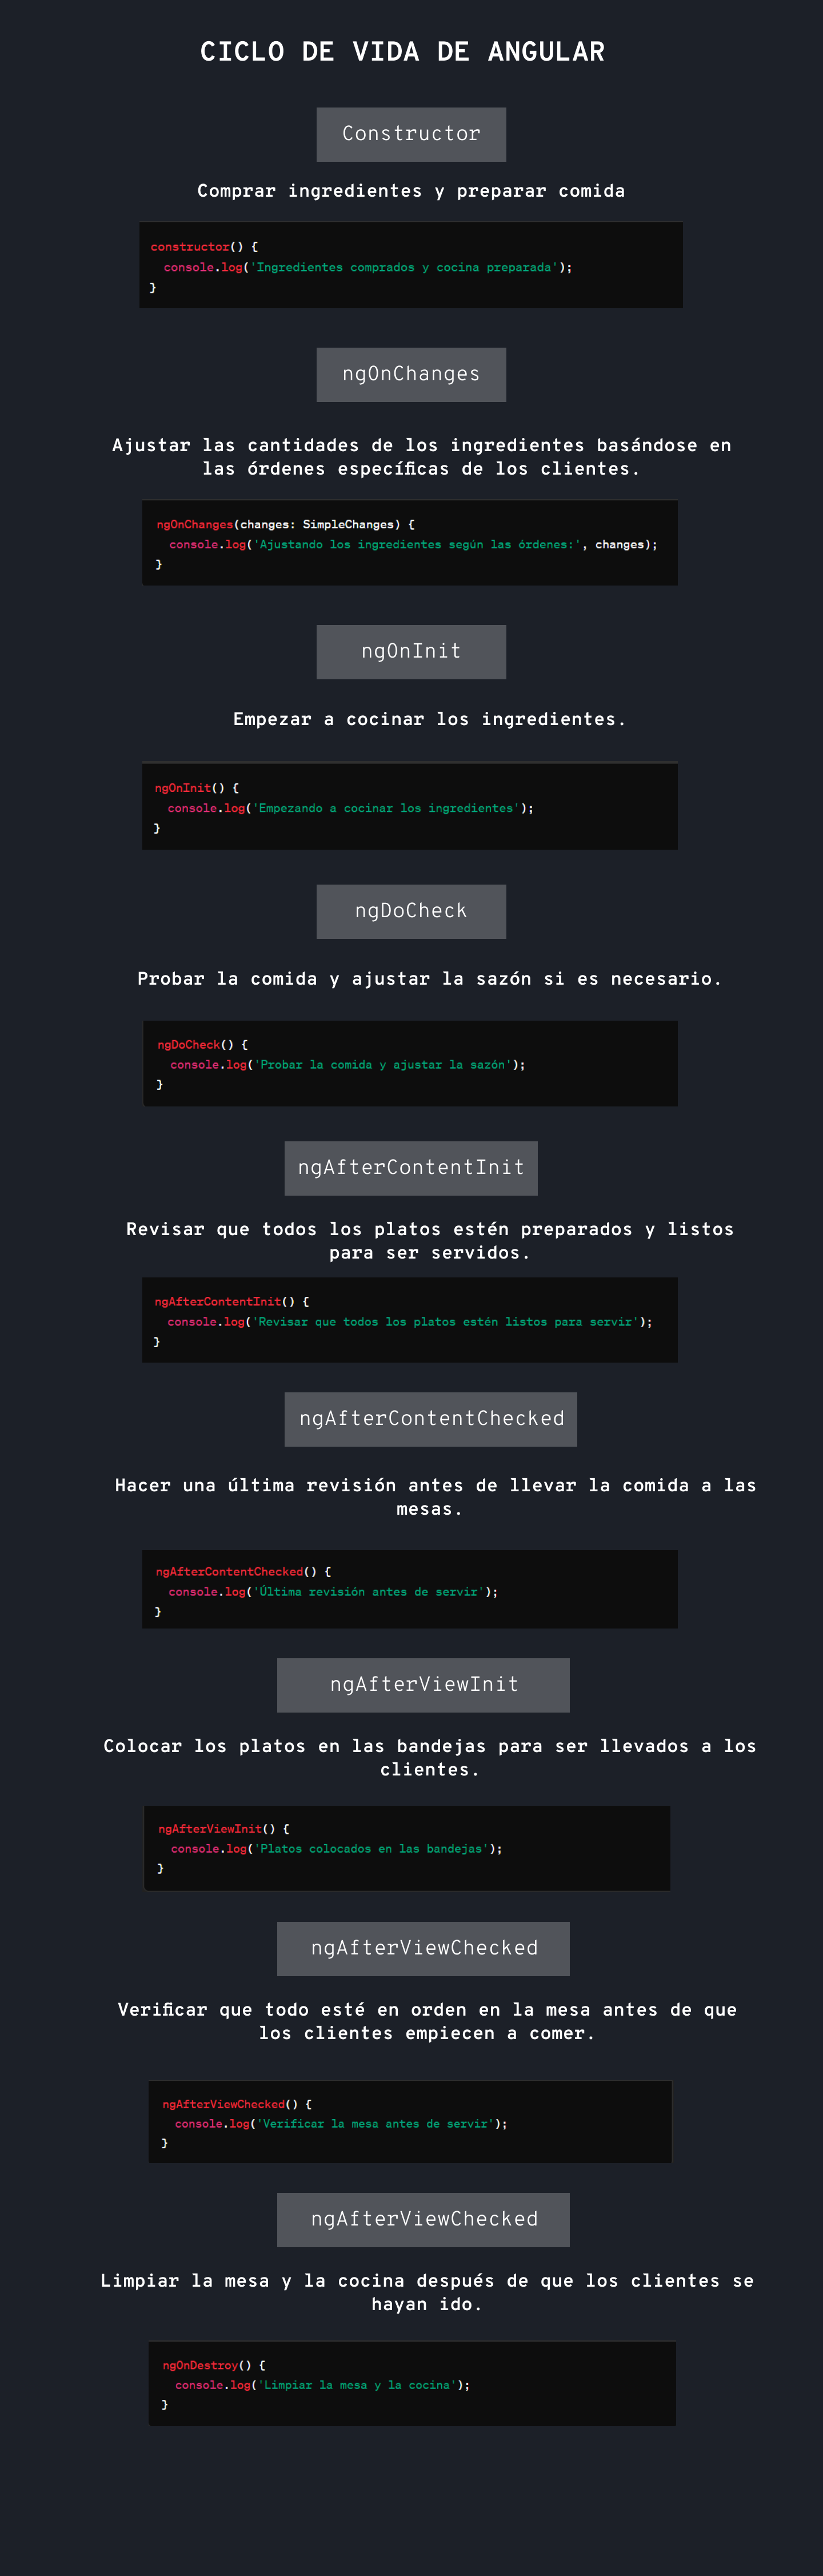 CICLO DE VIDA DE ANGULAR
Constructor
Comprar ingredientes y preparar comida
constructor() {
  console.log('Ingredientes comprados y cocina preparada');
}
ngOnChanges
Ajustar las cantidades de los ingredientes basándose en
las órdenes específicas de los clientes.
ngOnChanges(changes: SimpleChanges) {
  console.log('Ajustando los ingredientes según las órdenes:', changes);
}
ngOnInit
Empezar a cocinar los ingredientes.
ngOnInit() {
  console.log('Empezando a cocinar los ingredientes');
}
ngDoCheck
Probar la comida y ajustar la sazón si es necesario.
ngDoCheck() {
  console.log('Probar la comida y ajustar la sazón');
}
ngAfterContentInit
Revisar que todos los platos estén preparados y listos
para ser servidos.
ngAfterContentInit() {
  console.log('Revisar que todos los platos estén listos para servir');
}
ngAfterContentChecked
Hacer una última revisión antes de llevar la comida a las
mesas.
ngAfterContentChecked() {
  console.log('Última revisión antes de servir');
}
ngAfterViewInit
Colocar los platos en las bandejas para ser llevados a los
clientes.
ngAfterViewInit() {
  console.log('Platos colocados en las bandejas');
}
ngAfterViewChecked
Verificar que todo esté en orden en la mesa antes de que
los clientes empiecen a comer.
ngAfterViewChecked() {
  console.log('Verificar la mesa antes de servir');
}
ngAfterViewChecked
Limpiar la mesa y la cocina después de que los clientes se
hayan ido.
ngOnDestroy() {
  console.log('Limpiar la mesa y la cocina');
}